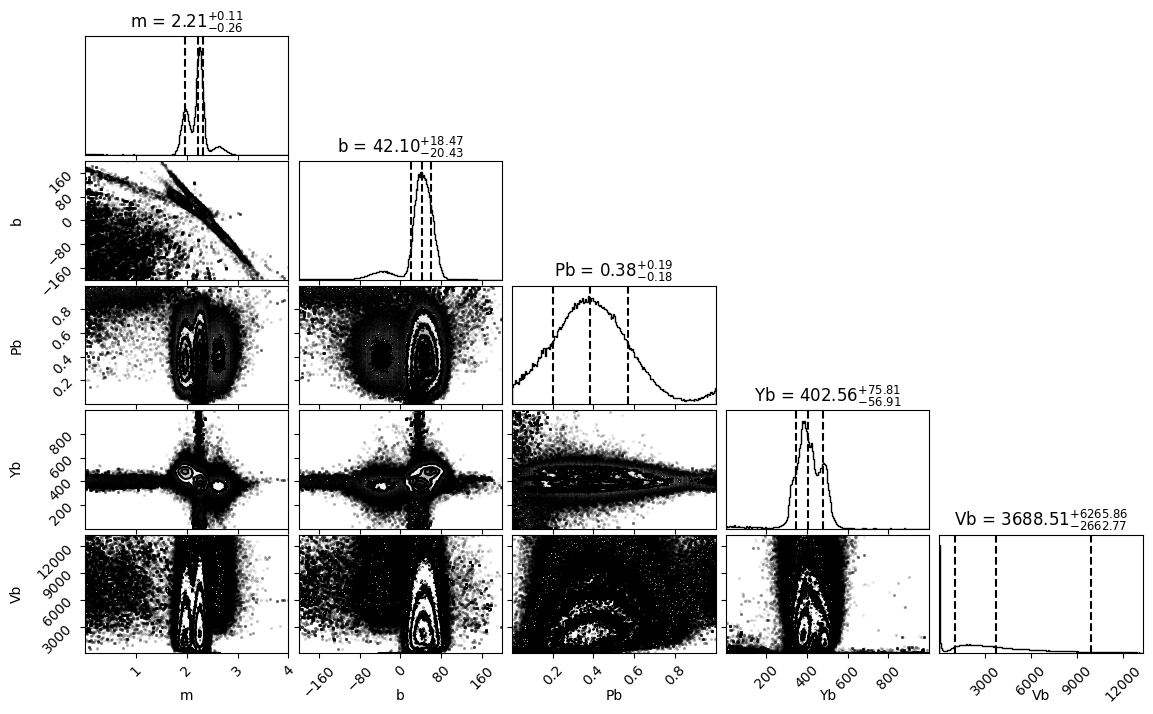 m = 2.21+0.11−0.26
b = 42.10+18.47−20.43
160
80
0
−80
−160
b
Pb = 0.38+0.19−0.18
0.8
0.6
0.4
0.2
Pb
Yb = 402.56+75.81−56.91
800
600
400
200
Yb
Vb = 3688.51+6265.86−2662.77
12000
9000
6000
3000
Vb
1 2 3 4
−160 −80 0 80 160
0.2 0.4 0.6 0.8
200 400 600 800
3000 6000 9000 12000
m b Pb Yb Vb